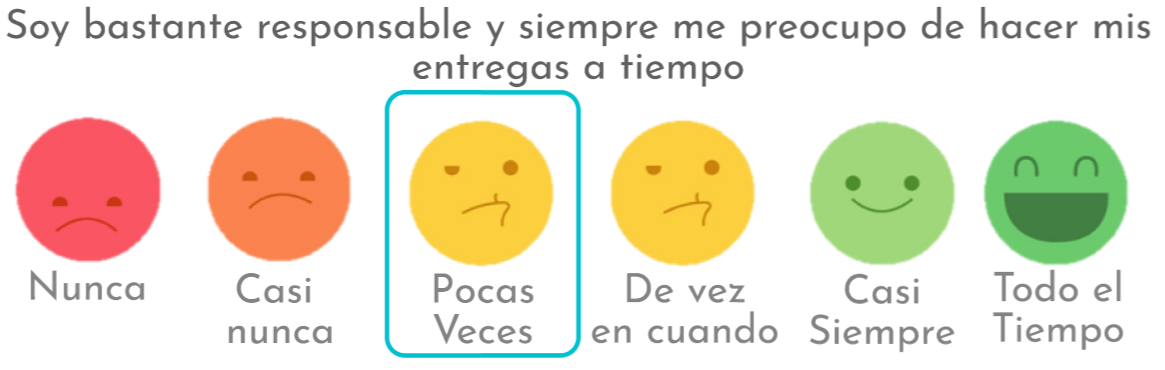 Soy bastante responsable y siempre me preocupo de hacer mis
entregas a tiempo
Nunca
Casi
nunca
Pocas
Veces
De vez
en cuando
Casi
Siempre
Todo el
Tiempo